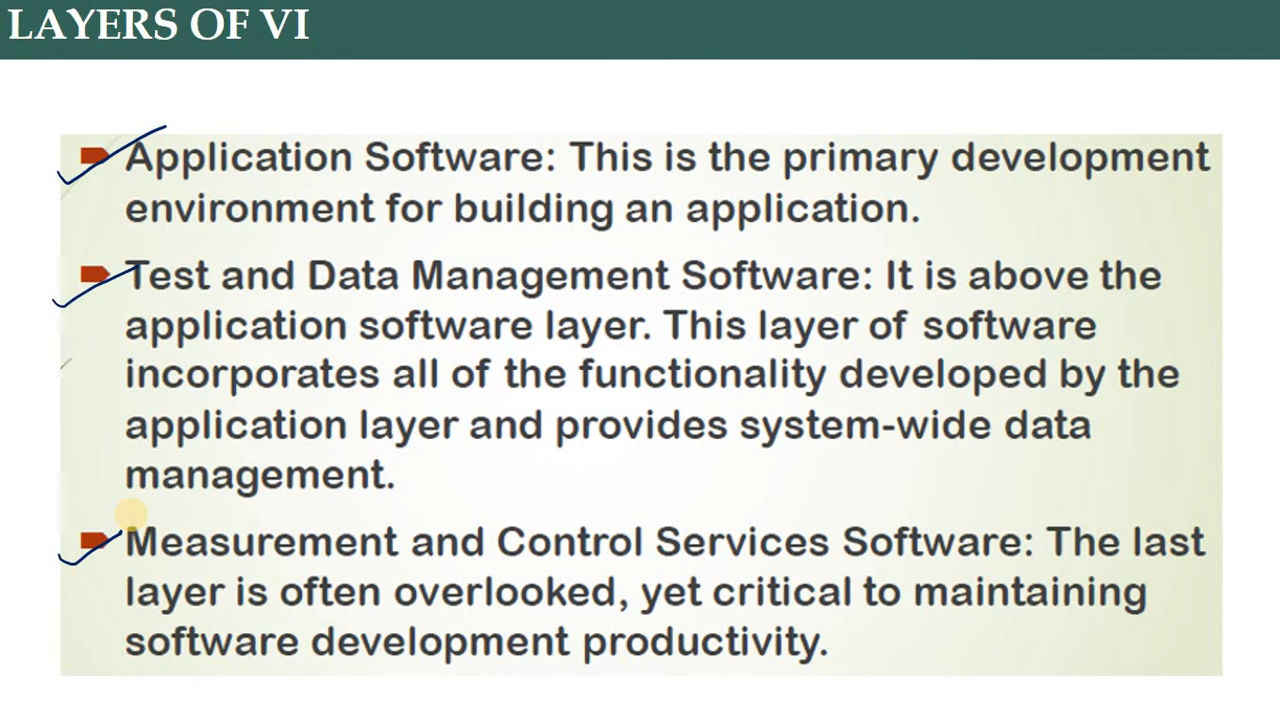 LAYERS OF VI
Application Software: This is the primary development
environment for building an application.
Test and Data Management Software: It is above the
application software layer. This layer of software
incorporates all of the functionality developed by the
application layer and provides system-wide data
management.
Measurement and Control Services Software: The last
layer is often overlooked, yet critical to maintaining
software development productivity.